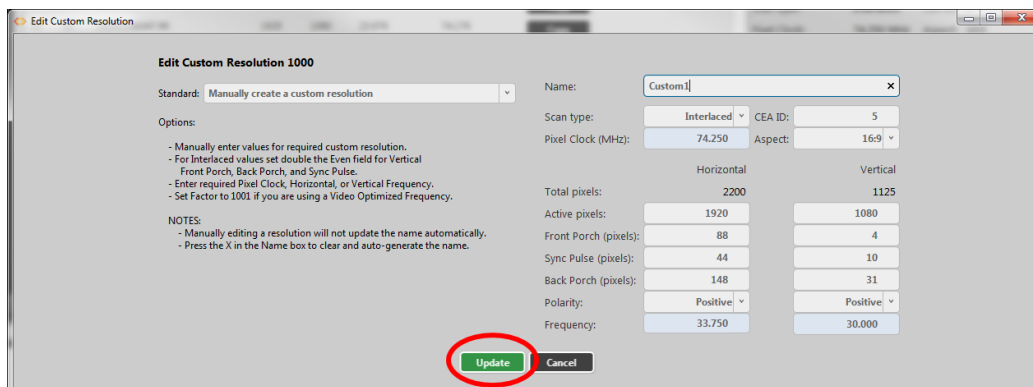 Edit Custom Resolution
Edit Custom Resolution 1000
Standard: Manually create a custom resolution
Options:
- Manually enter values for required custom resolution.
- For Interlaced values set double the Even field for Vertical
Front Porch, Back Porch, and Sync Pulse.
- Enter required Pixel Clock, Horizontal, or Vertical Frequency.
- Set Factor to 1001 if you are using a Video Optimized Frequency.
NOTES:
- Manually editing a resolution will not update the name automatically.
- Press the X in the Name box to clear and auto-generate the name.
Name: Custom1
Scan type: Interlaced CEA ID: 5
Pixel Clock (MHz): 74.250 Aspect: 16:9
Horizontal Vertical
Total pixels: 2200 1125
Active pixels: 1920 1080
Front Porch (pixels): 88 4
Sync Pulse (pixels): 44 10
Back Porch (pixels): 148 31
Polarity: Positive Positive
Frequency: 33.750 30.000
Update Cancel